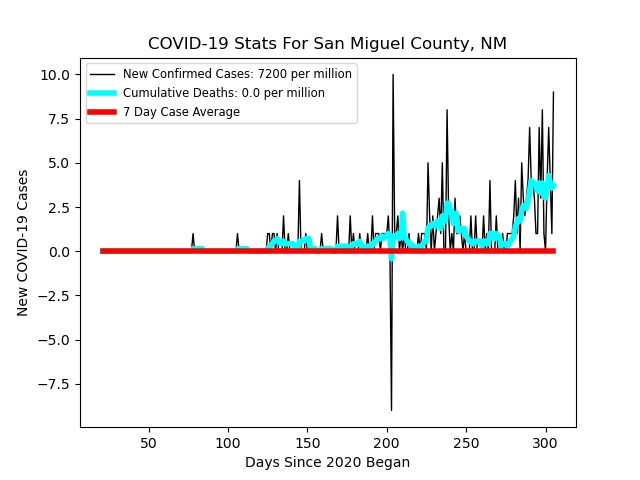 COVID-19 Stats For San Miguel County, NM
New Confirmed Cases: 7200 per million
Cumulative Deaths: 0.0 per million
7 Day Case Average
New COVID-19 Cases
10.0
7.5
5.0
2.5
0.0
−2.5
−5.0
−7.5
50 100 150 200 250 300
Days Since 2020 Began